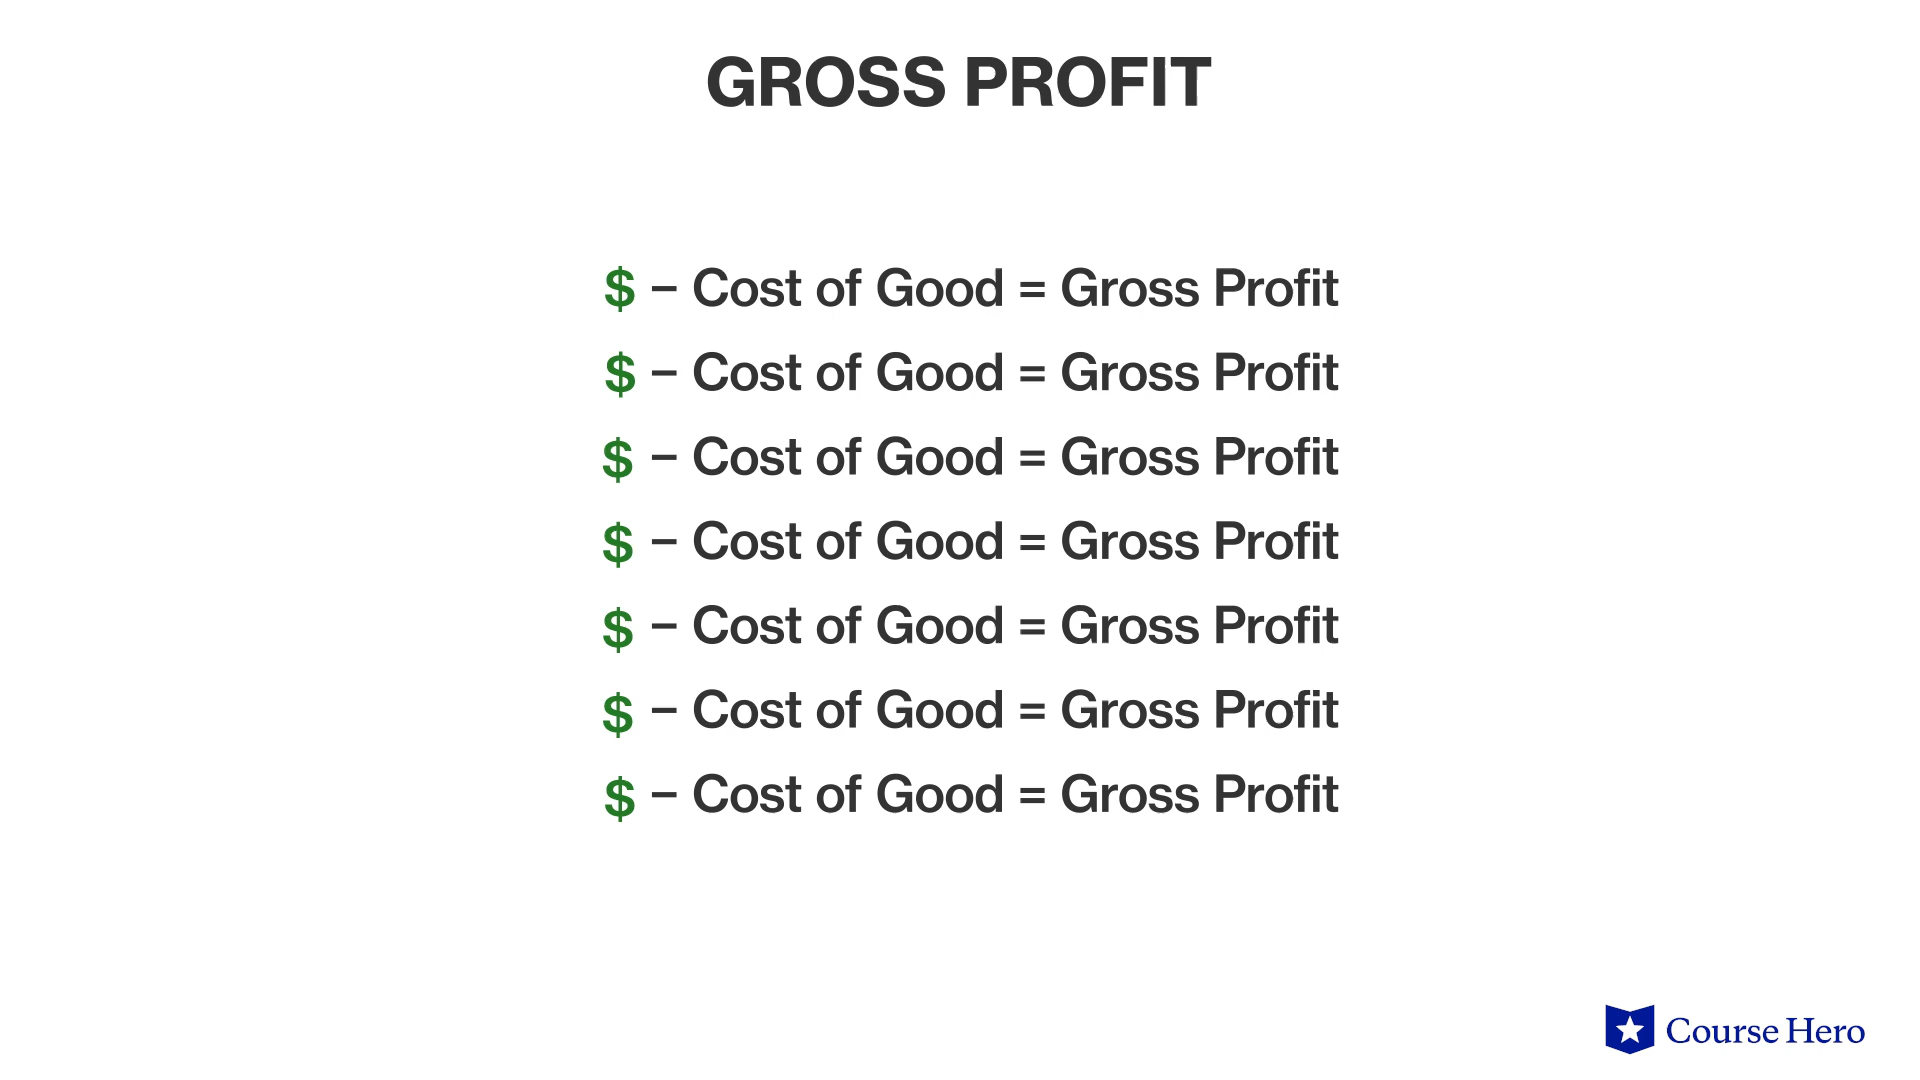 GROSS PROFIT
$ – Cost of Good = Gross Profit
$ – Cost of Good = Gross Profit
$ – Cost of Good = Gross Profit
$ – Cost of Good = Gross Profit
$ – Cost of Good = Gross Profit
$ – Cost of Good = Gross Profit
$ – Cost of Good = Gross Profit
Course Hero